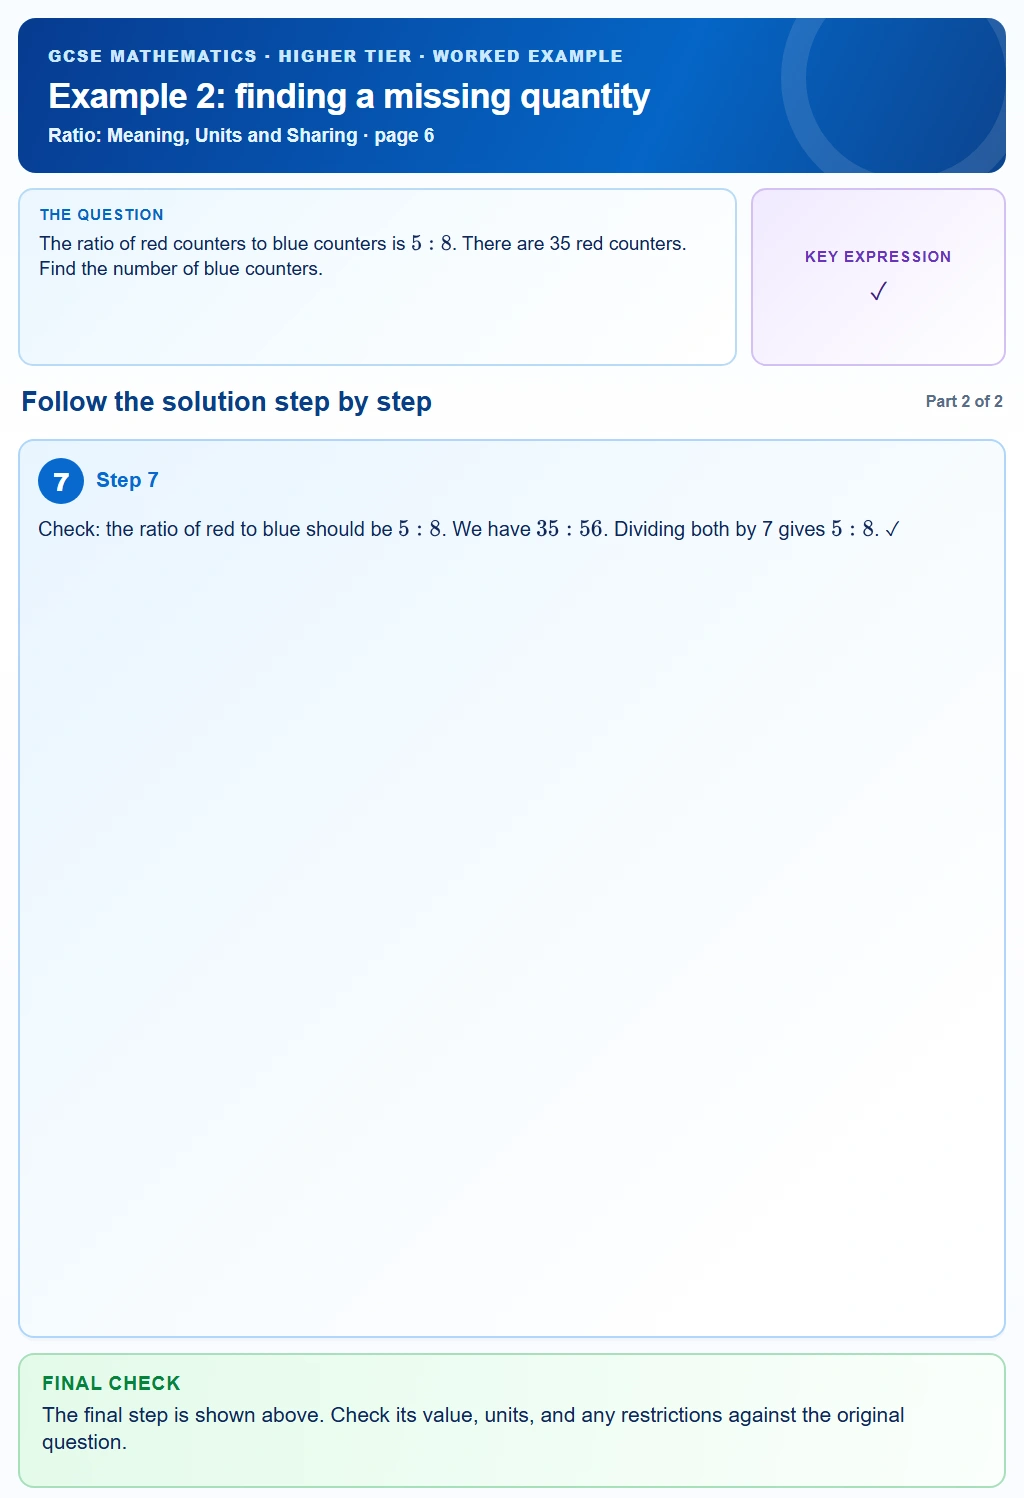 GCSE MATHEMATICS · HIGHER TIER · WORKED EXAMPLE
Example 2: finding a missing quantity
Ratio: Meaning, Units and Sharing · page 6
THE QUESTION
The ratio of red counters to blue counters is 5 : 8. There are 35 red counters.
Find the number of blue counters.
KEY EXPRESSION
✓
Follow the solution step by step
Part 2 of 2
7 Step 7
Check: the ratio of red to blue should be 5 : 8. We have 35 : 56. Dividing both by 7 gives 5 : 8. ✓
FINAL CHECK
The final step is shown above. Check its value, units, and any restrictions against the original
question.